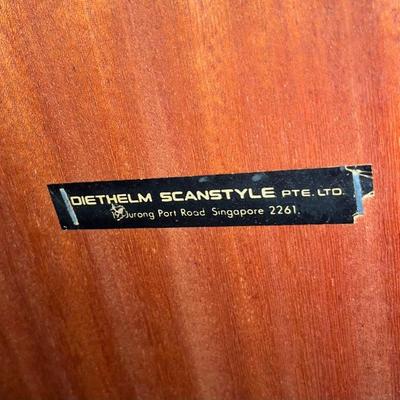 DIETHELM SCANSTYLE PTE. LTD.
Jurong Port Road Singapore 2261.